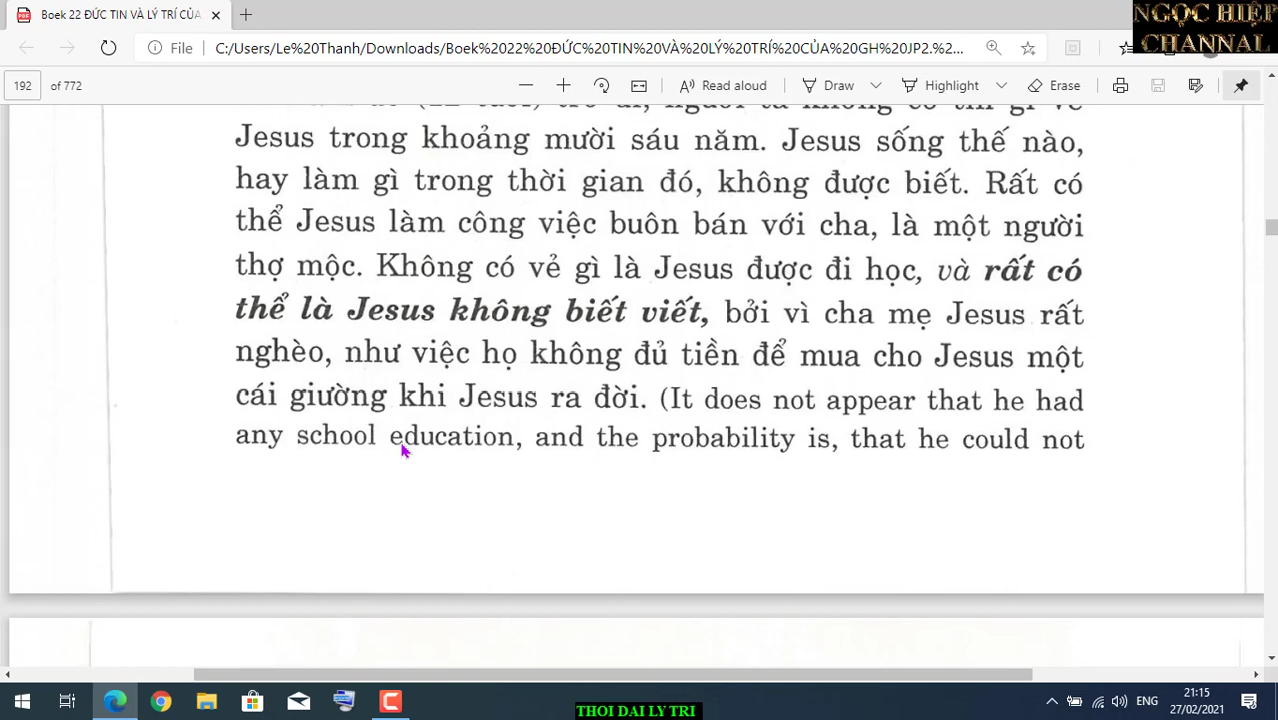 Boek 22 ĐỨC TIN VÀ LÝ TRÍ CỦA
NGỌC HIỆP
CHANNAL
File
C:/Users/Le%20Thanh/Downloads/Boek%2022%20ĐỨC%20TIN%20VÀ%20LÝ%20TRÍ%20CỦA%20GH%20JP2.%...
192 of 772
Read aloud
Draw
Highlight
Erase
Jesus trong khoảng mười sáu năm. Jesus sống thế nào,
hay làm gì trong thời gian đó, không được biết. Rất có
thể Jesus làm công việc buôn bán với cha, là một người
thợ mộc. Không có vẻ gì là Jesus được đi học, và rất có
thể là Jesus không biết viết, bởi vì cha mẹ Jesus rất
nghèo, như việc họ không đủ tiền để mua cho Jesus một
cái giường khi Jesus ra đời. (It does not appear that he had
any school education, and the probability is, that he could not
ENG
21:15
27/02/2021
THOI DAI LY TRI